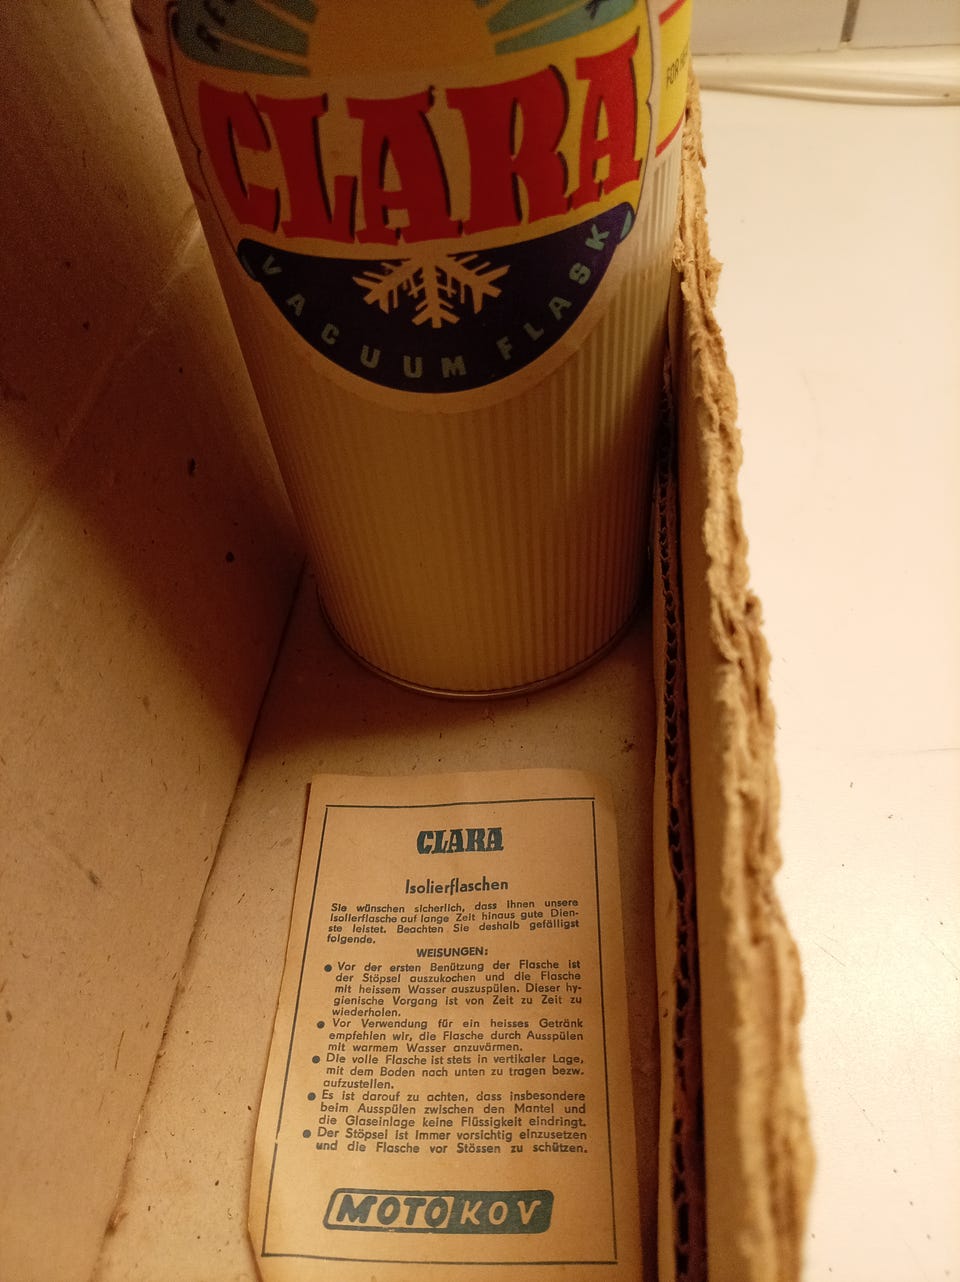 CLARA
VACUUM FLASK
CLARA
Isolierflaschen
Sie wünschen sicherlich, dass Ihnen unsere
Isolierflasche auf lange Zeit hinaus gute Dien-
ste leistet. Beachten Sie deshalb gefälligst
folgende.
WEISUNGEN:
● Vor der ersten Benützung der Flasche ist
der Stöpsel auszukochen und die Flasche
mit heissem Wasser auszuspülen. Dieser hy-
gienische Vorgang ist von Zeit zu Zeit zu
wiederholen.
● Vor Verwendung für ein heisses Getränk
empfehlen wir, die Flasche durch Ausspülen
mit warmem Wasser anzuvärmen.
● Die volle Flasche ist stets in vertikaler Lage,
mit dem Boden nach unten zu tragen bezw.
aufzustellen.
● Es ist darauf zu achten, dass insbesondere
beim Ausspülen zwischen den Mantel und
die Glaseinlage keine Flüssigkeit eindringt.
● Der Stöpsel ist immer vorsichtig einzusetzen
und die Flasche vor Stössen zu schützen.
MOTOKOV